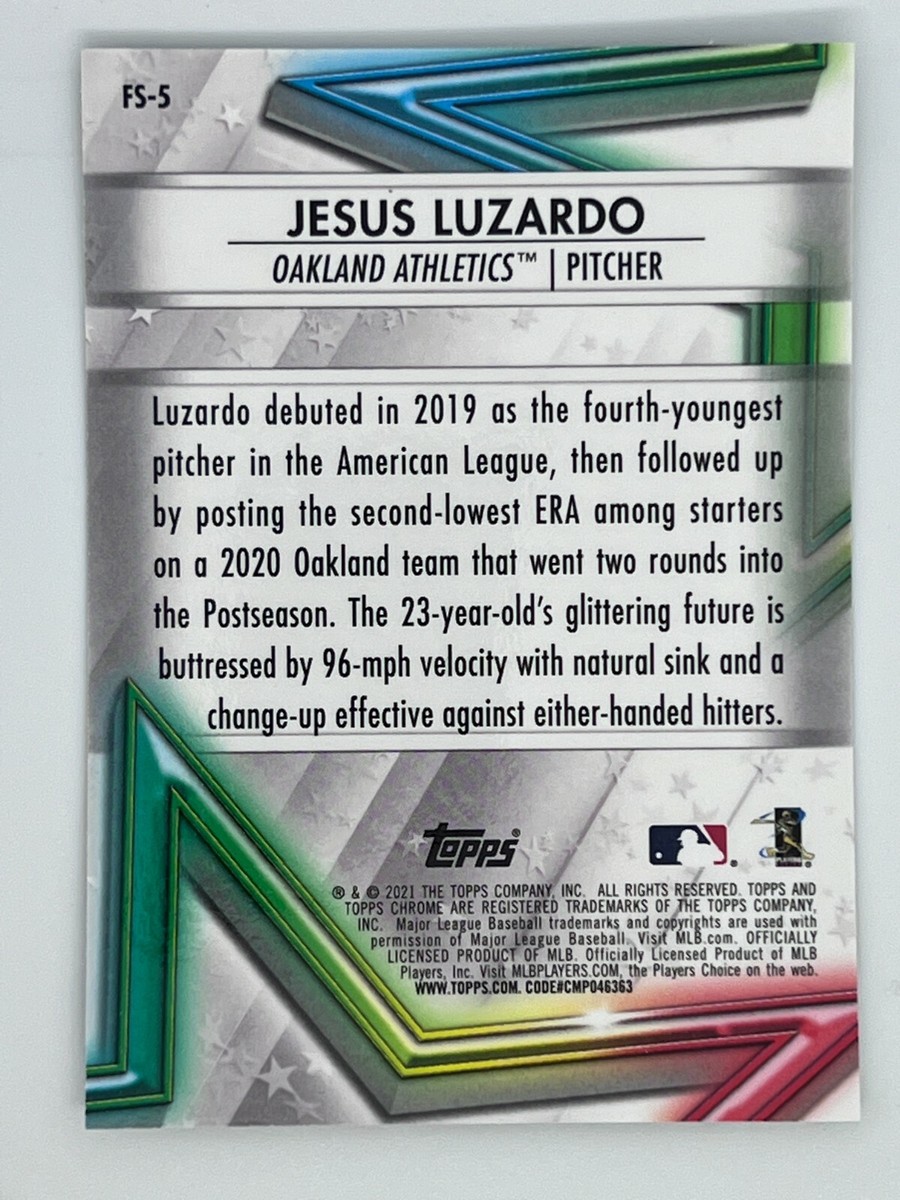 FS-5
JESUS LUZARDO
OAKLAND ATHLETICS™ | PITCHER
Luzardo debuted in 2019 as the fourth-youngest
pitcher in the American League, then followed up
by posting the second-lowest ERA among starters
on a 2020 Oakland team that went two rounds into
the Postseason. The 23-year-old's glittering future is
buttressed by 96-mph velocity with natural sink and a
change-up effective against either-handed hitters.
Topps®
® & © 2021 THE TOPPS COMPANY, INC. ALL RIGHTS RESERVED. TOPPS AND
TOPPS CHROME ARE REGISTERED TRADEMARKS OF THE TOPPS COMPANY,
INC. Major League Baseball trademarks and copyrights are used with
permission of Major League Baseball. Visit MLB.com. OFFICIALLY
LICENSED PRODUCT OF MLB. Officially Licensed Product of MLB
Players, Inc. Visit MLBPLAYERS.COM, the Players Choice on the web.
WWW.TOPPS.COM. CODE#CMP046363